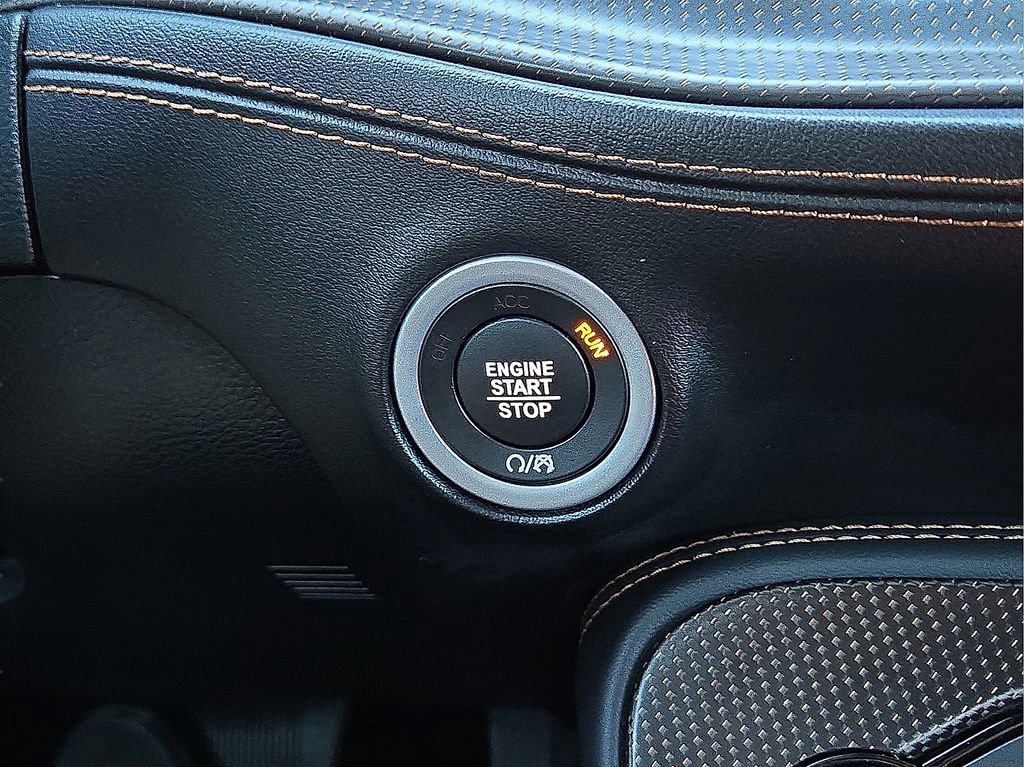 ACC
OFF
RUN
ENGINE
START
STOP